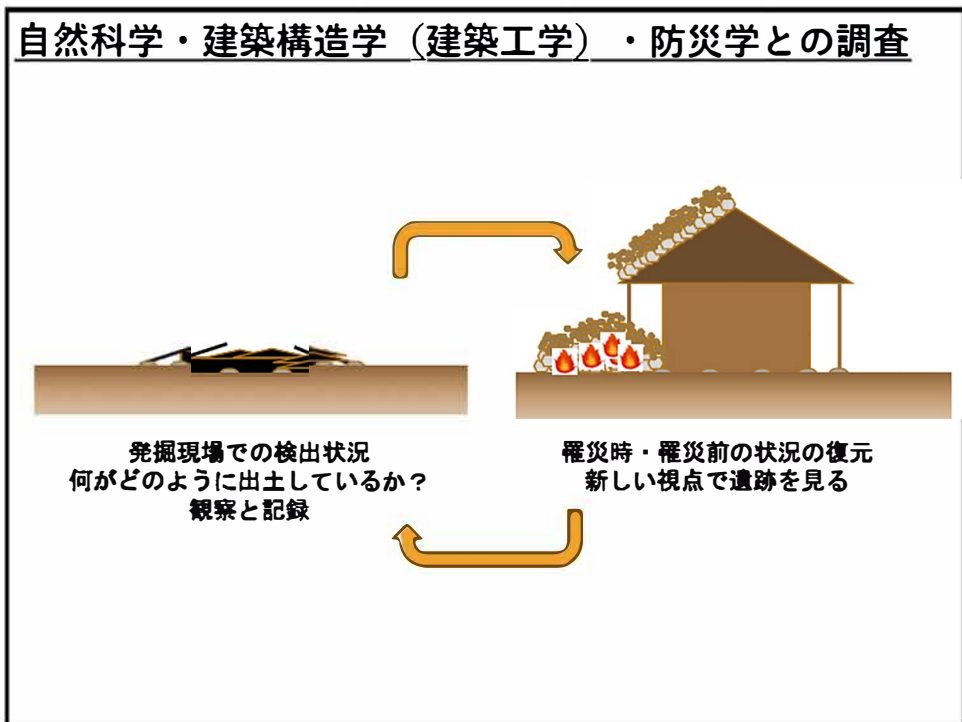 自然科学・建築構造学（建築工学）・防災学との調査
発掘現場での検出状況
何がどのように出土しているか？
観察と記録
罹災時・罹災前の状況の復元
新しい視点で遺跡を見る